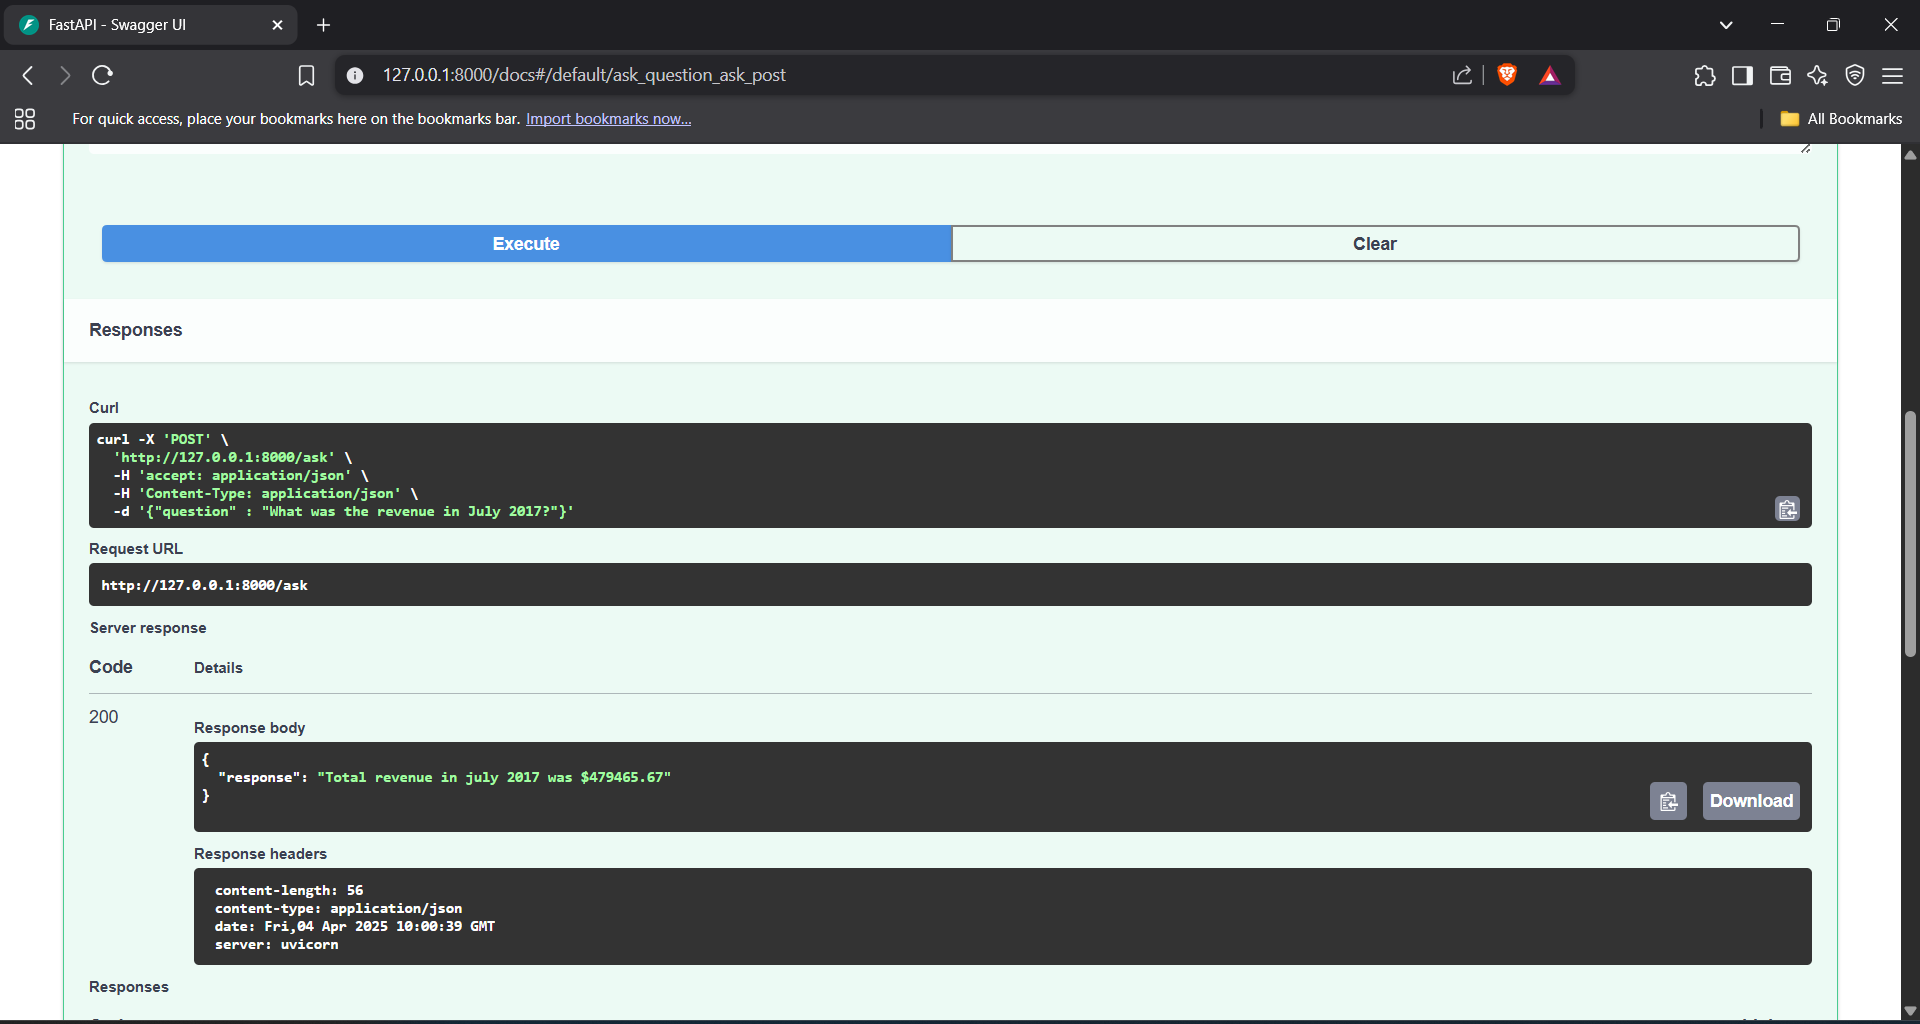 FastAPI - Swagger UI
127.0.0.1:8000/docs#/default/ask_question_ask_post
For quick access, place your bookmarks here on the bookmarks bar. Import bookmarks now...
All Bookmarks
Execute
Clear
Responses
Curl
curl -X 'POST' \
'http://127.0.0.1:8000/ask' \
-H 'accept: application/json' \
-H 'Content-Type: application/json' \
-d '{"question" : "What was the revenue in July 2017?"}'
Request URL
http://127.0.0.1:8000/ask
Server response
Code
Details
200
Response body
{
"response": "Total revenue in july 2017 was $479465.67"
}
Download
Response headers
content-length: 56
content-type: application/json
date: Fri,04 Apr 2025 10:00:39 GMT
server: uvicorn
Responses